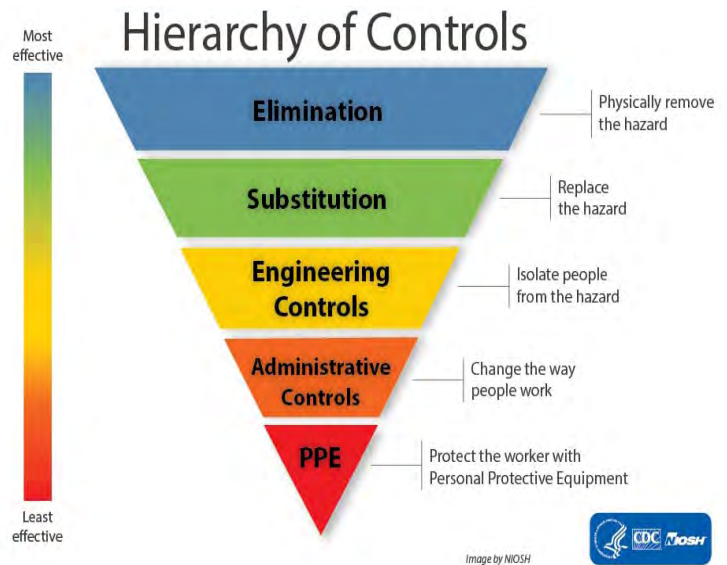 Hierarchy of Controls
Most
effective
Elimination
Physically remove
the hazard
Substitution
Replace
the hazard
Engineering
Controls
Isolate people
from the hazard
Administrative
Controls
Change the way
people work
PPE
Protect the worker with
Personal Protective Equipment
Least
effective
Image by NIOSH
CDC NIOSH